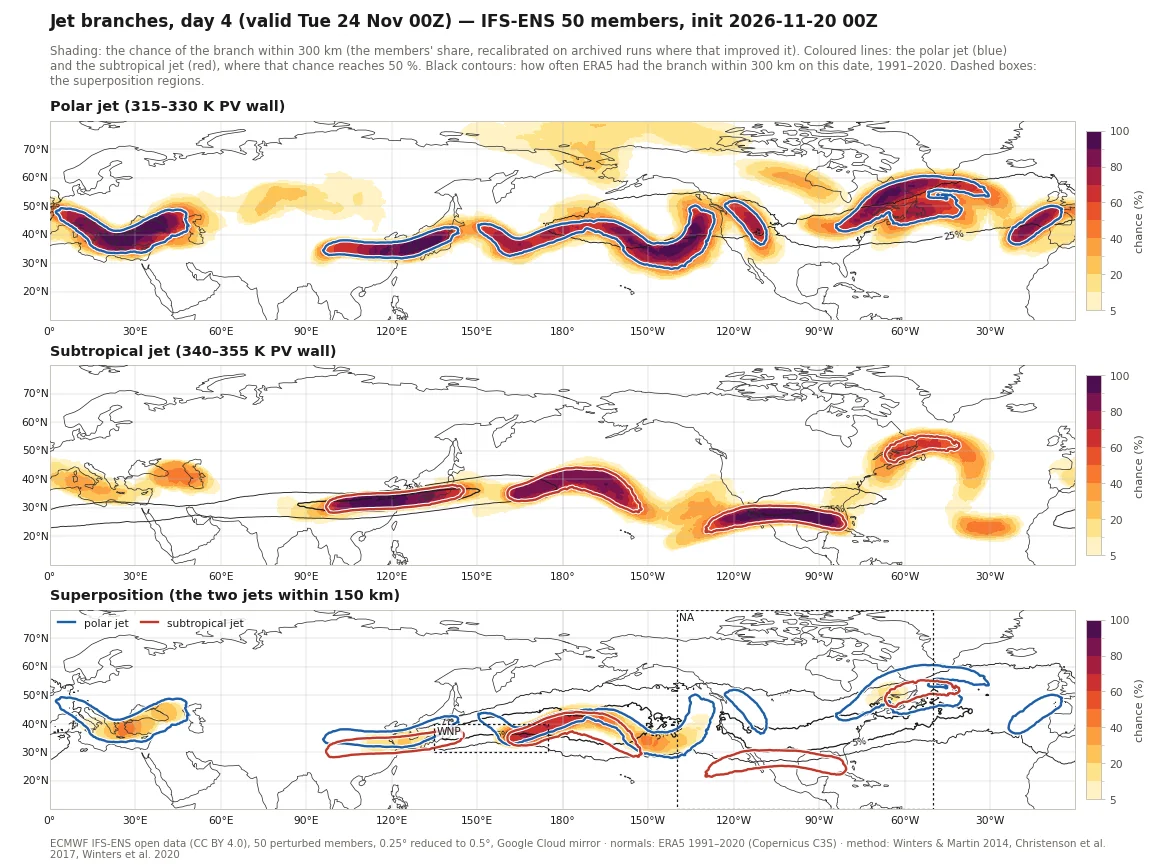 Jet branches, day 4 (valid Tue 24 Nov 00Z) — IFS-ENS 50 members, init 2026-11-20 00Z
Shading: the chance of the branch within 300 km (the members' share, recalibrated on archived runs where that improved it). Coloured lines: the polar jet (blue)
and the subtropical jet (red), where that chance reaches 50 %. Black contours: how often ERA5 had the branch within 300 km on this date, 1991–2020. Dashed boxes:
the superposition regions.
Polar jet (315–330 K PV wall)
70°N
60°N
50°N
40°N
30°N
20°N
25%
0° 30°E 60°E 90°E 120°E 150°E 180° 150°W 120°W 90°W 60°W 30°W
100
80
60
40
20
5
chance (%)
Subtropical jet (340–355 K PV wall)
70°N
60°N
50°N
40°N
30°N
20°N
25%
0° 30°E 60°E 90°E 120°E 150°E 180° 150°W 120°W 90°W 60°W 30°W
100
80
60
40
20
5
chance (%)
Superposition (the two jets within 150 km)
polar jet subtropical jet
NA
WNP
5%
70°N
60°N
50°N
40°N
30°N
20°N
0° 30°E 60°E 90°E 120°E 150°E 180° 150°W 120°W 90°W 60°W 30°W
100
80
60
40
20
5
chance (%)
ECMWF IFS-ENS open data (CC BY 4.0), 50 perturbed members, 0.25° reduced to 0.5°, Google Cloud mirror · normals: ERA5 1991–2020 (Copernicus C3S) · method: Winters & Martin 2014, Christenson et al.
2017, Winters et al. 2020